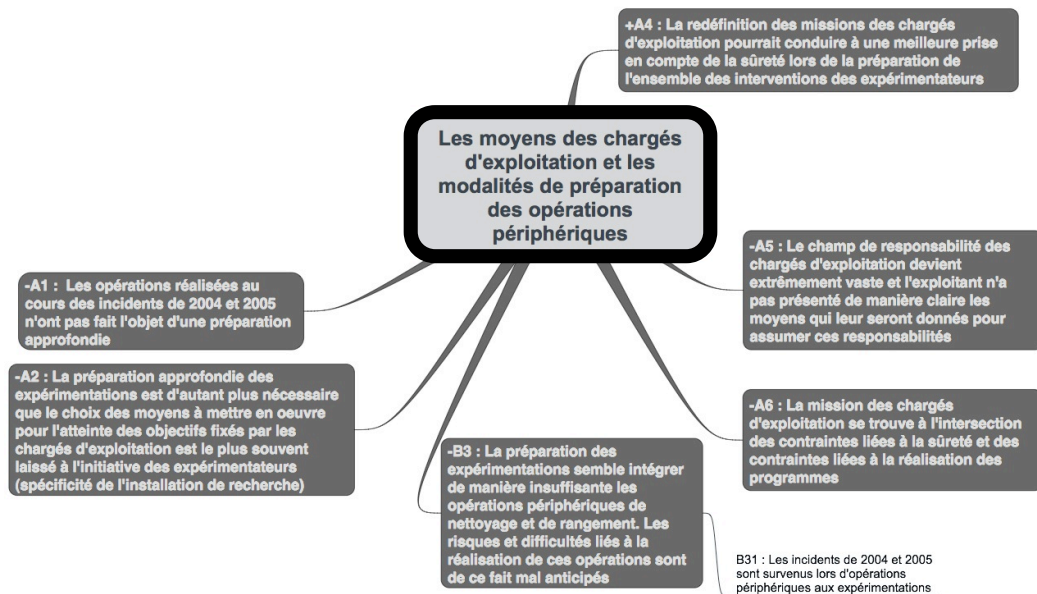 +A4 : La redéfinition des missions des chargés
d'exploitation pourrait conduire à une meilleure prise
en compte de la sûreté lors de la préparation de
l'ensemble des interventions des expérimentateurs
Les moyens des chargés
d'exploitation et les
modalités de préparation
des opérations
périphériques
-A1 : Les opérations réalisées au
cours des incidents de 2004 et 2005
n'ont pas fait l'objet d'une préparation
approfondie
-A5 : Le champ de responsabilité des
chargés d'exploitation devient
extrêmement vaste et l'exploitant n'a
pas présenté de manière claire les
moyens qui leur seront donnés pour
assumer ces responsabilités
-A2 : La préparation approfondie des
expérimentations est d'autant plus nécessaire
que le choix des moyens à mettre en oeuvre
pour l'atteinte des objectifs fixés par les
chargés d'exploitation est le plus souvent
laissé à l'initiative des expérimentateurs
(spécificité de l'installation de recherche)
-A6 : La mission des chargés
d'exploitation se trouve à l'intersection
des contraintes liées à la sûreté et des
contraintes liées à la réalisation des
programmes
-B3 : La préparation des
expérimentations semble intégrer
de manière insuffisante les
opérations périphériques de
nettoyage et de rangement. Les
risques et difficultés liés à la
réalisation de ces opérations sont
de ce fait mal anticipés
B31 : Les incidents de 2004 et 2005
sont survenus lors d'opérations
périphériques aux expérimentations